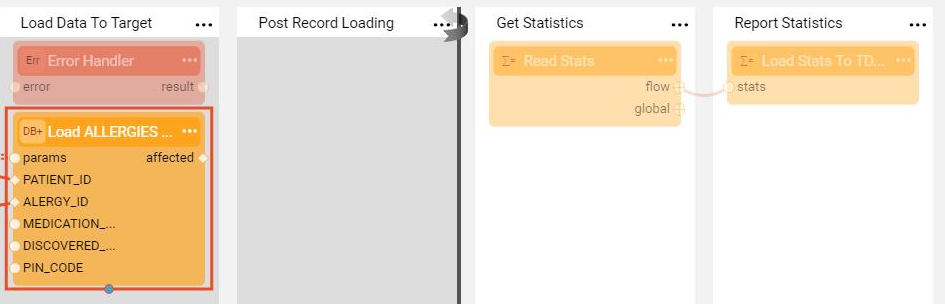 Load Data To Target ...
Post Record Loading ...
Get Statistics ...
Report Statistics ...
Err Error Handler ...
error result
DB+ Load ALLERGIES ... ...
params affected
PATIENT_ID
ALERGY_ID
MEDICATION_...
DISCOVERED_...
PIN_CODE
Σ= Read Stats ...
flow
global
Σ= Load Stats To TD... ...
stats